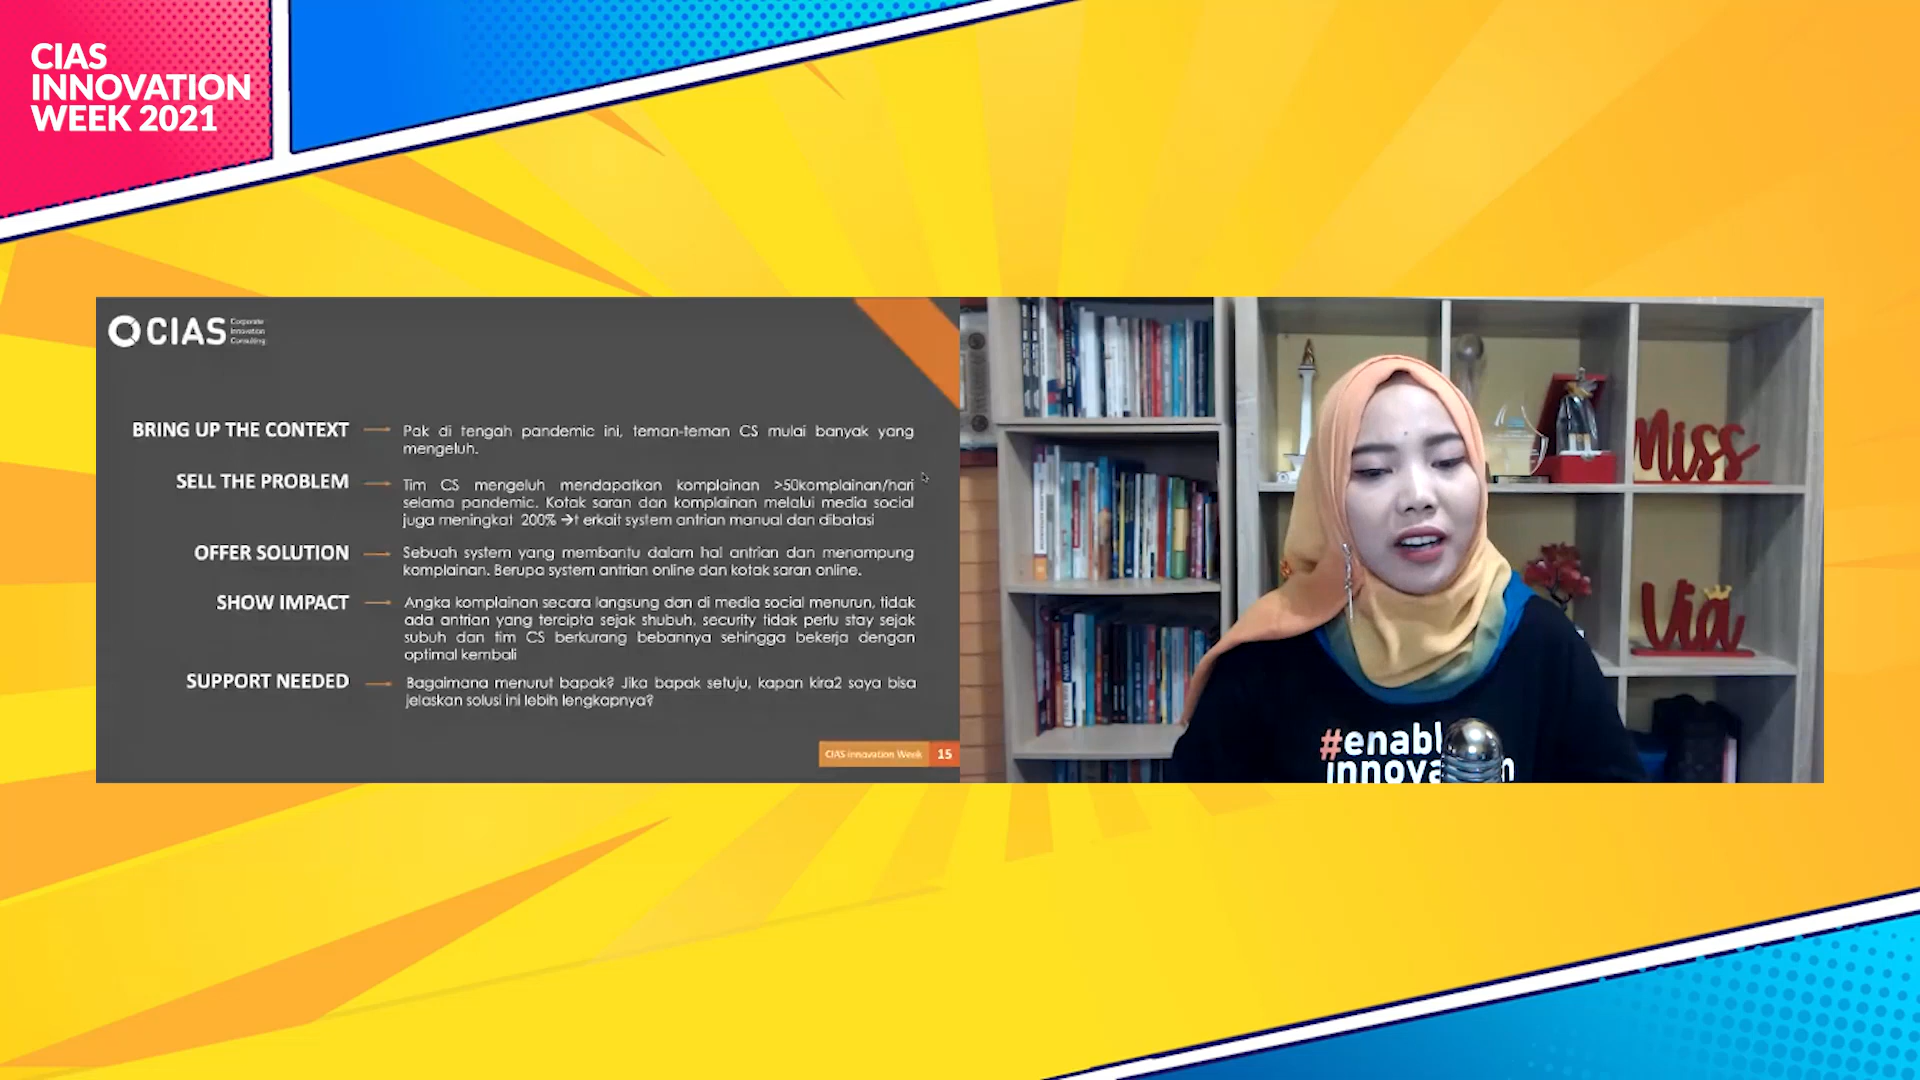 CIAS
INNOVATION
WEEK 2021
CIAS
Corporate
Innovation
Consulting
BRING UP THE CONTEXT
Pak di tengah pandemic ini, teman-teman CS mulai banyak yang
mengeluh.
SELL THE PROBLEM
Tim CS mengeluh mendapatkan komplainan >50komplainan/hari
selama pandemic. Kotak saran dan komplainan melalui media social
juga meningkat 200% →t erkait system antrian manual dan dibatasi
OFFER SOLUTION
Sebuah system yang membantu dalam hal antrian dan menampung
komplainan. Berupa system antrian online dan kotak saran online.
SHOW IMPACT
Angka komplainan secara langsung dan di media social menurun, tidak
ada antrian yang tercipta sejak shubuh, security tidak perlu stay sejak
subuh dan tim CS berkurang bebannya sehingga bekerja dengan
optimal kembali
SUPPORT NEEDED
Bagaimana menurut bapak? Jika bapak setuju, kapan kira2 saya bisa
jelaskan solusi ini lebih lengkapnya?
CIAS innovation Week 15
Miss
Via
#enabl
innova n